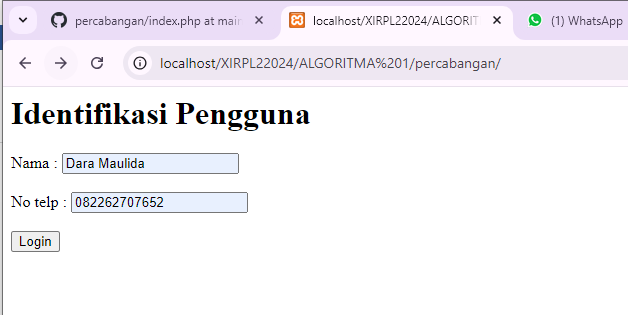 percabangan/index.php at main
localhost/XIRPL22024/ALGORIT
(1) WhatsApp
localhost/XIRPL22024/ALGORITMA%201/percabangan/
Identifikasi Pengguna
Nama : Dara Maulida
No telp : 082262707652
Login